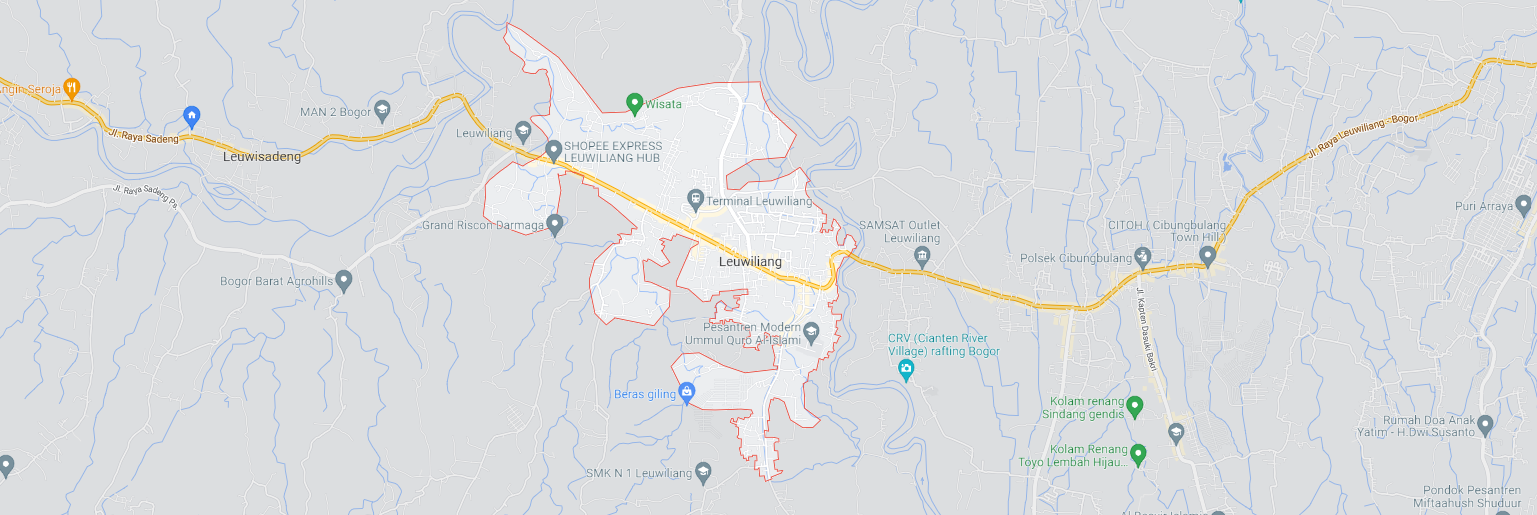 ngin Seroja
MAN 2 Bogor
Jl. Raya Sadeng
Leuwisadeng
Leuwiliang
Wisata
SHOPEE EXPRESS
LEUWILIANG HUB
Jl. Raya Leuwiliang - Bogor
Jl. Raya Sadeng Pa
Terminal Leuwiliang
Grand Riscon Darmaga
SAMSAT Outlet
Leuwiliang
CITOH | Cibungbulang
Town Hill
Puri Arraya
Polsek Cibungbulang
Leuwiliang
Bogor Barat Agrohills
Jl. Kapten Dasuki Bakri
Pesantren Modern
Ummul Quro Al-Islami
CRV (Cianten River
Village) rafting Bogor
Beras giling
Kolam renang
Sindang gendis
Rumah Doa Anak
Yatim - H.Dwi Susanto
Kolam Renang
Toyo Lembah Hijau...
SMK N 1 Leuwiliang
Pondok Pesantren
Miftaahush Shuduur